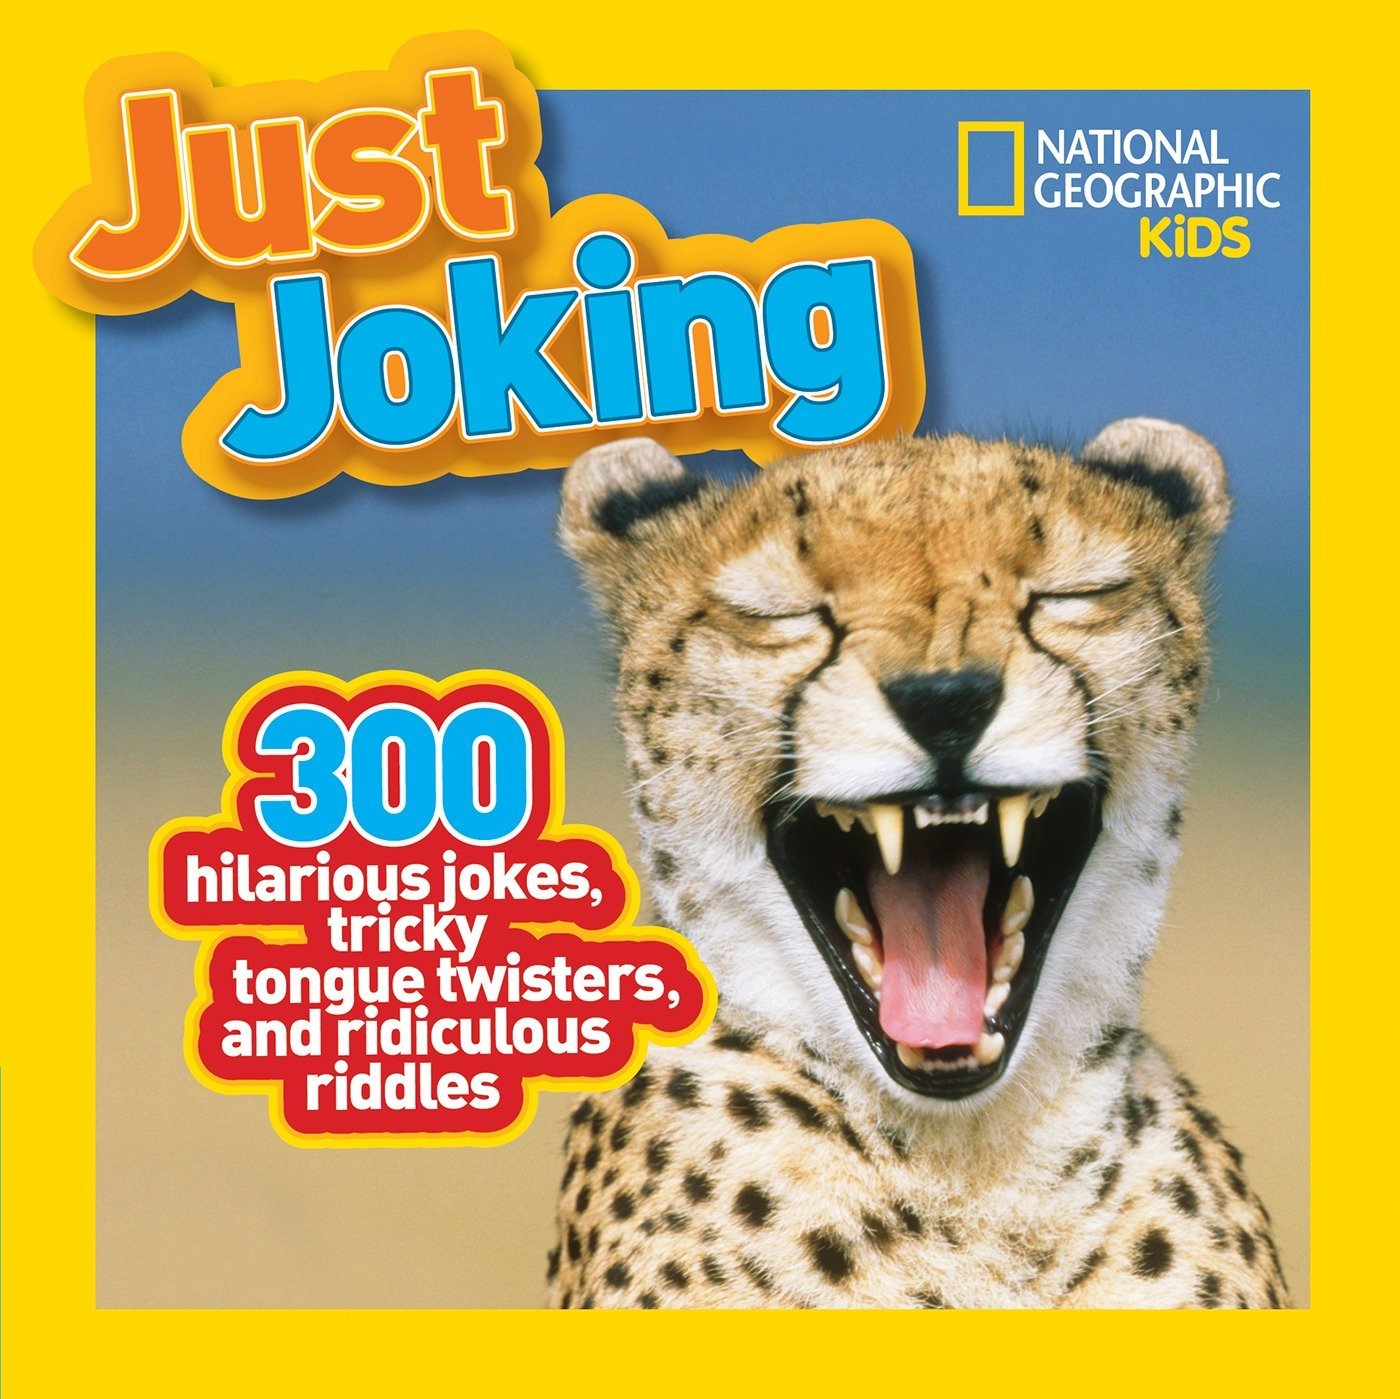 Just
Joking
NATIONAL
GEOGRAPHIC
KiDS
300
hilarious jokes,
tricky
tongue twisters,
and ridiculous
riddles